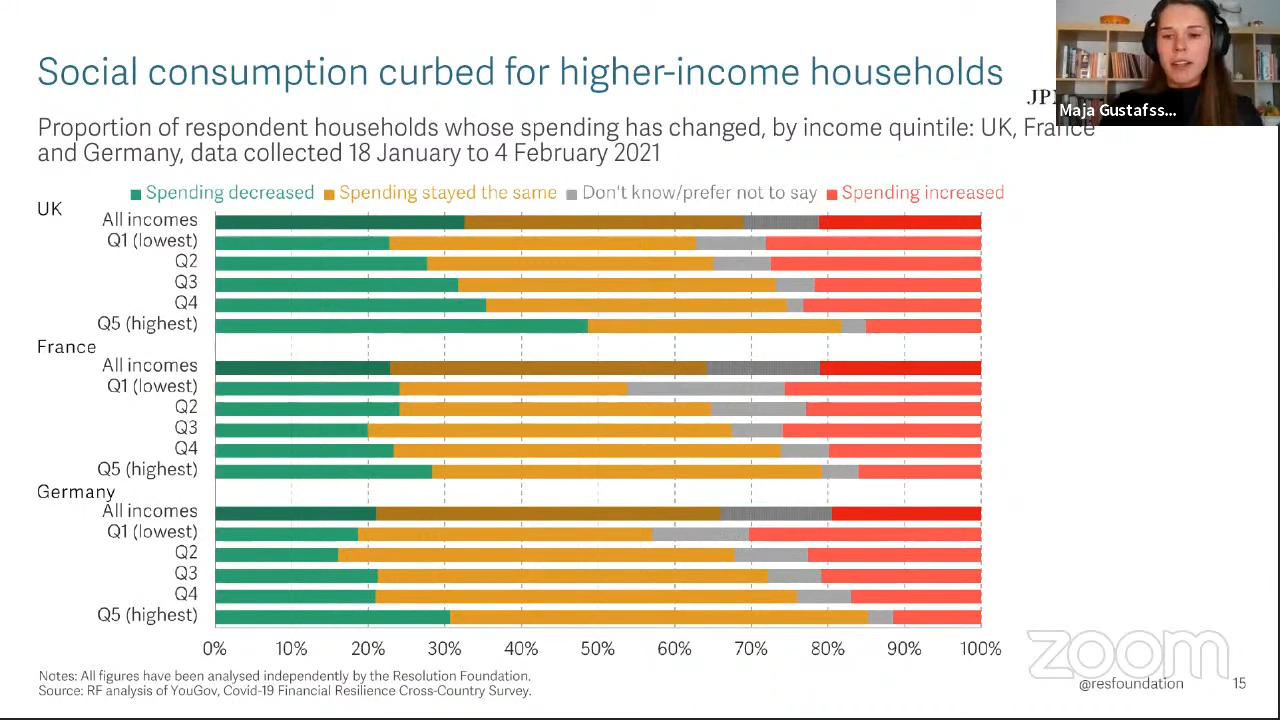 Social consumption curbed for higher-income households
JP
Maja Gustafss...
Proportion of respondent households whose spending has changed, by income quintile: UK, France
and Germany, data collected 18 January to 4 February 2021
Spending decreased Spending stayed the same Don't know/prefer not to say Spending increased
UK
All incomes
Q1 (lowest)
Q2
Q3
Q4
Q5 (highest)
France
All incomes
Q1 (lowest)
Q2
Q3
Q4
Q5 (highest)
Germany
All incomes
Q1 (lowest)
Q2
Q3
Q4
Q5 (highest)
0% 10% 20% 30% 40% 50% 60% 70% 80% 90% 100%
Notes: All figures have been analysed independently by the Resolution Foundation.
Source: RF analysis of YouGov, Covid-19 Financial Resilience Cross-Country Survey.
zoom
@resfoundation 15